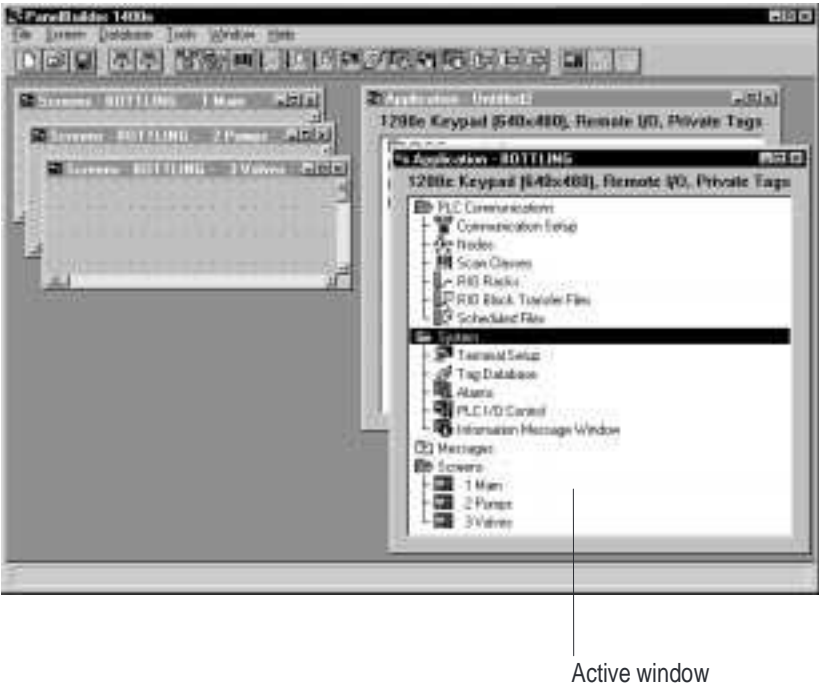 PanelBuilder 1400e
File Screen Database Tools Window Help
Screens - BOTTLING - 1 Main
Screens - BOTTLING - 2 Pumps
Screens - BOTTLING - 3 Valves
Application - Untitled:1
1200e Keypad (640x480), Remote I/O, Private Tags
Application - BOTTLING
1200e Keypad (640x480), Remote I/O, Private Tags
PLC Communications
Communication Setup
Nodes
Scan Classes
RIO Racks
RIO Block Transfer Files
Scheduled Files
System
Terminal Setup
Tag Database
Alarms
PLC I/O Control
Information Message Window
Messages
Screens
1 Main
2 Pumps
3 Valves
Active window